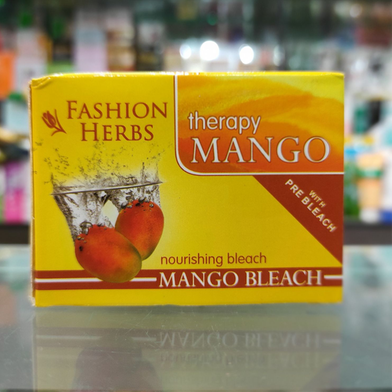 FASHION
HERBS
therapy
MANGO
WITH
PRE BLEACH
nourishing bleach
MANGO BLEACH